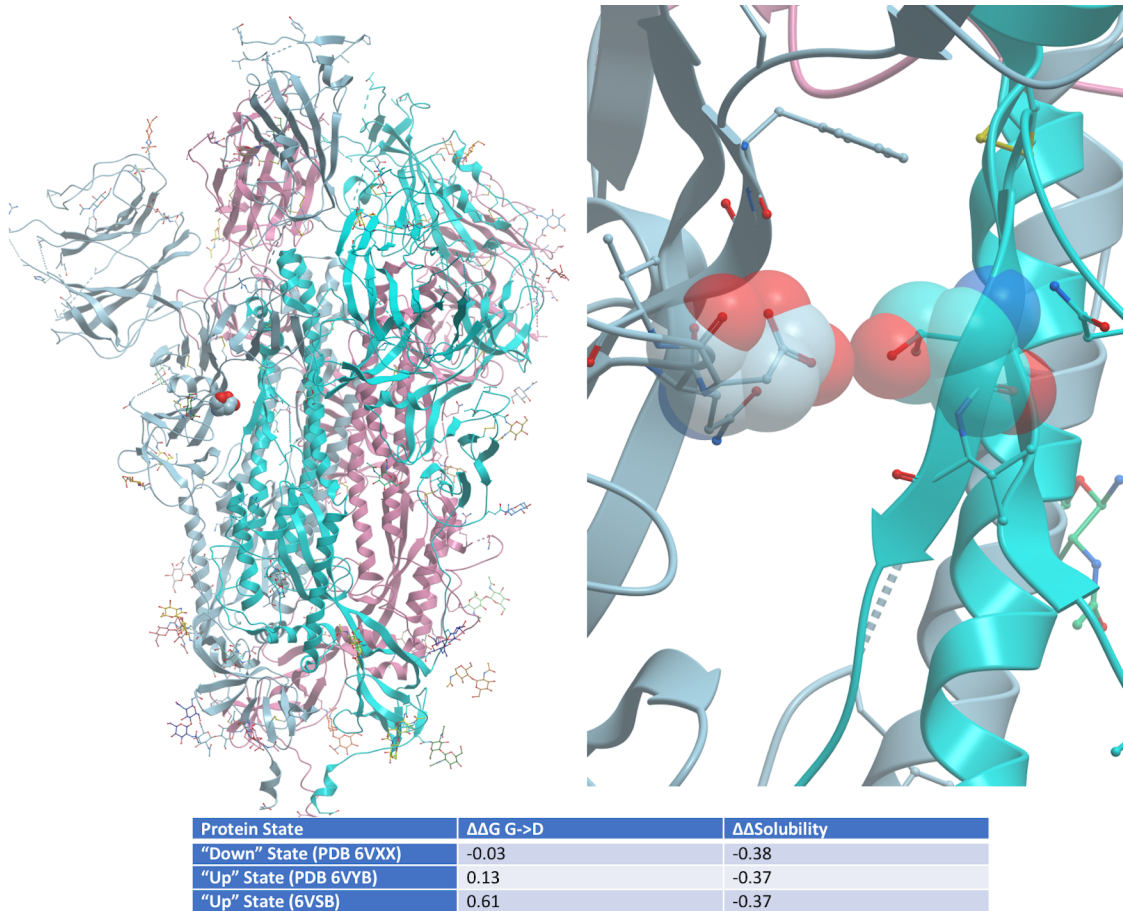 Protein State ΔΔG G->D ΔΔSolubility
“Down” State (PDB 6VXX) -0.03 -0.38
“Up” State (PDB 6VYB) 0.13 -0.37
“Up” State (6VSB) 0.61 -0.37